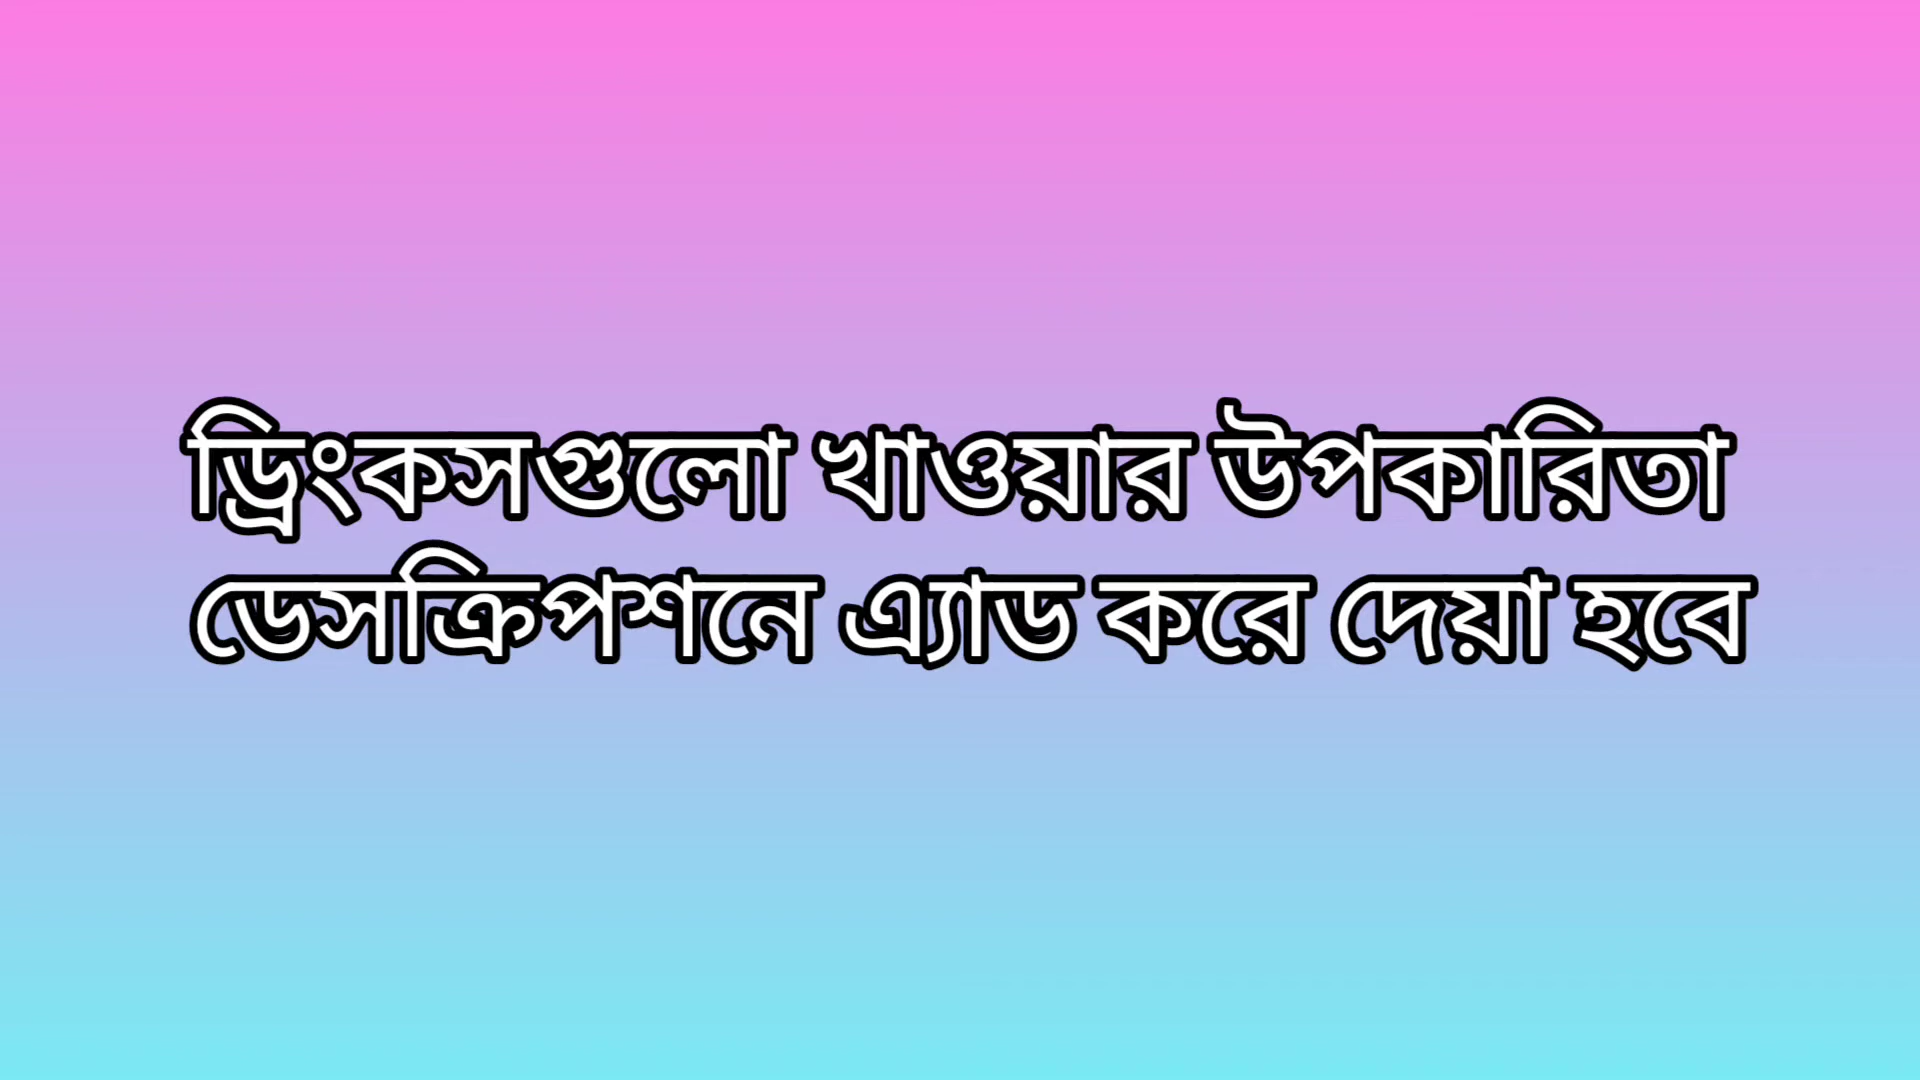 ড্রিংকসগুলো খাওয়ার উপকারিতা
ডেসক্রিপশনে এ্যাড করে দেয়া হবে